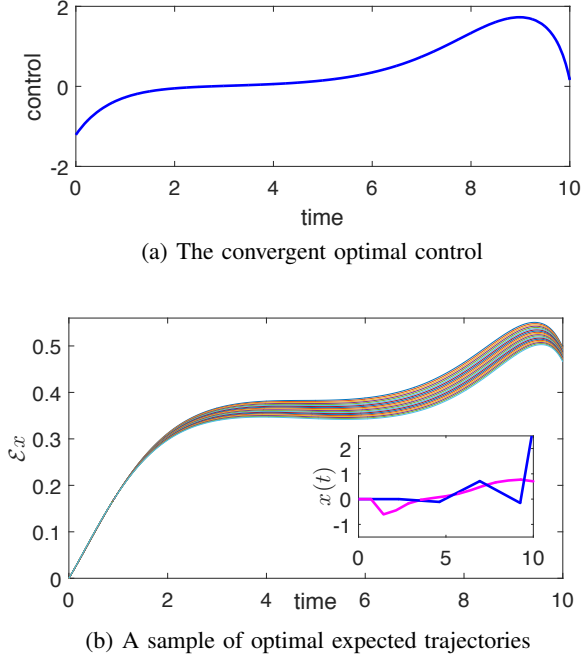 2
0
-2
control
0 2 4 6 8 10
time
(a) The convergent optimal control
0.5
0.4
0.3
0.2
0.1
0
ℰx
2
1
0
-1
x(t)
0 5 10
0 2 4 6 8 10
time
(b) A sample of optimal expected trajectories